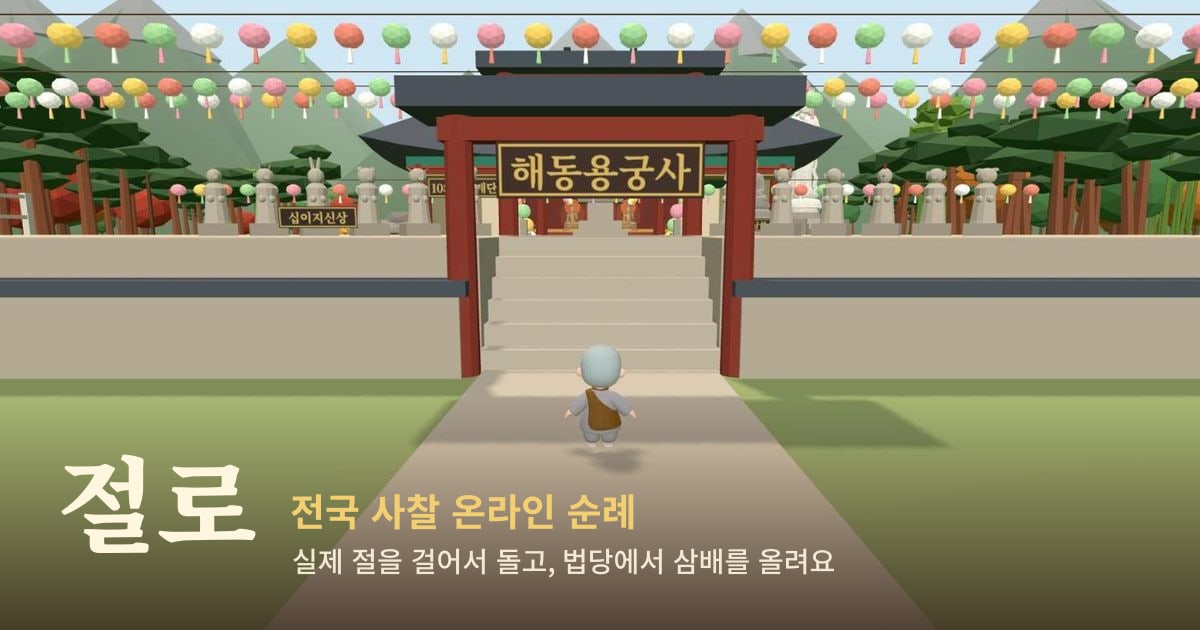 해동용궁사
십이지신상
절로
전국 사찰 온라인 순례
실제 절을 걸어서 돌고, 법당에서 삼배를 올려요